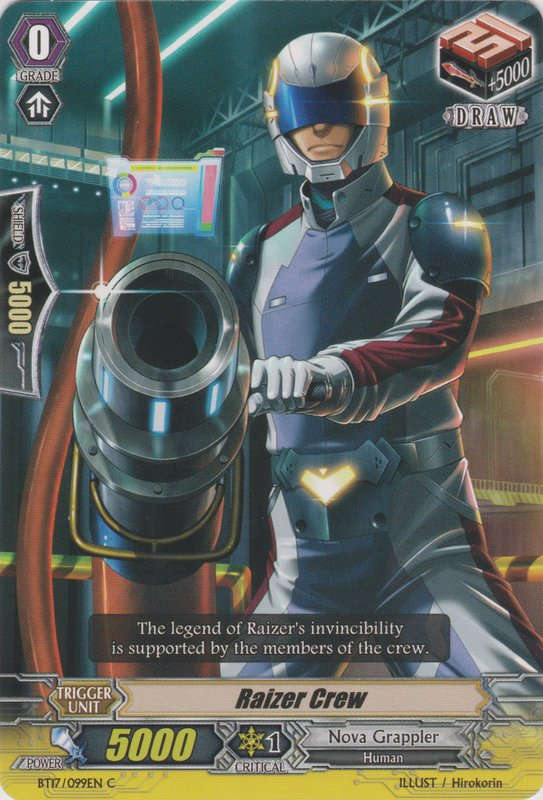 0
GRADE
+5000
DRAW
SHIELD
5000
The legend of Raizer's invincibility
is supported by the members of the crew.
TRIGGER
UNIT
Raizer Crew
POWER
5000
1
CRITICAL
Nova Grappler
Human
BT17/099EN C
ILLUST / Hirokorin